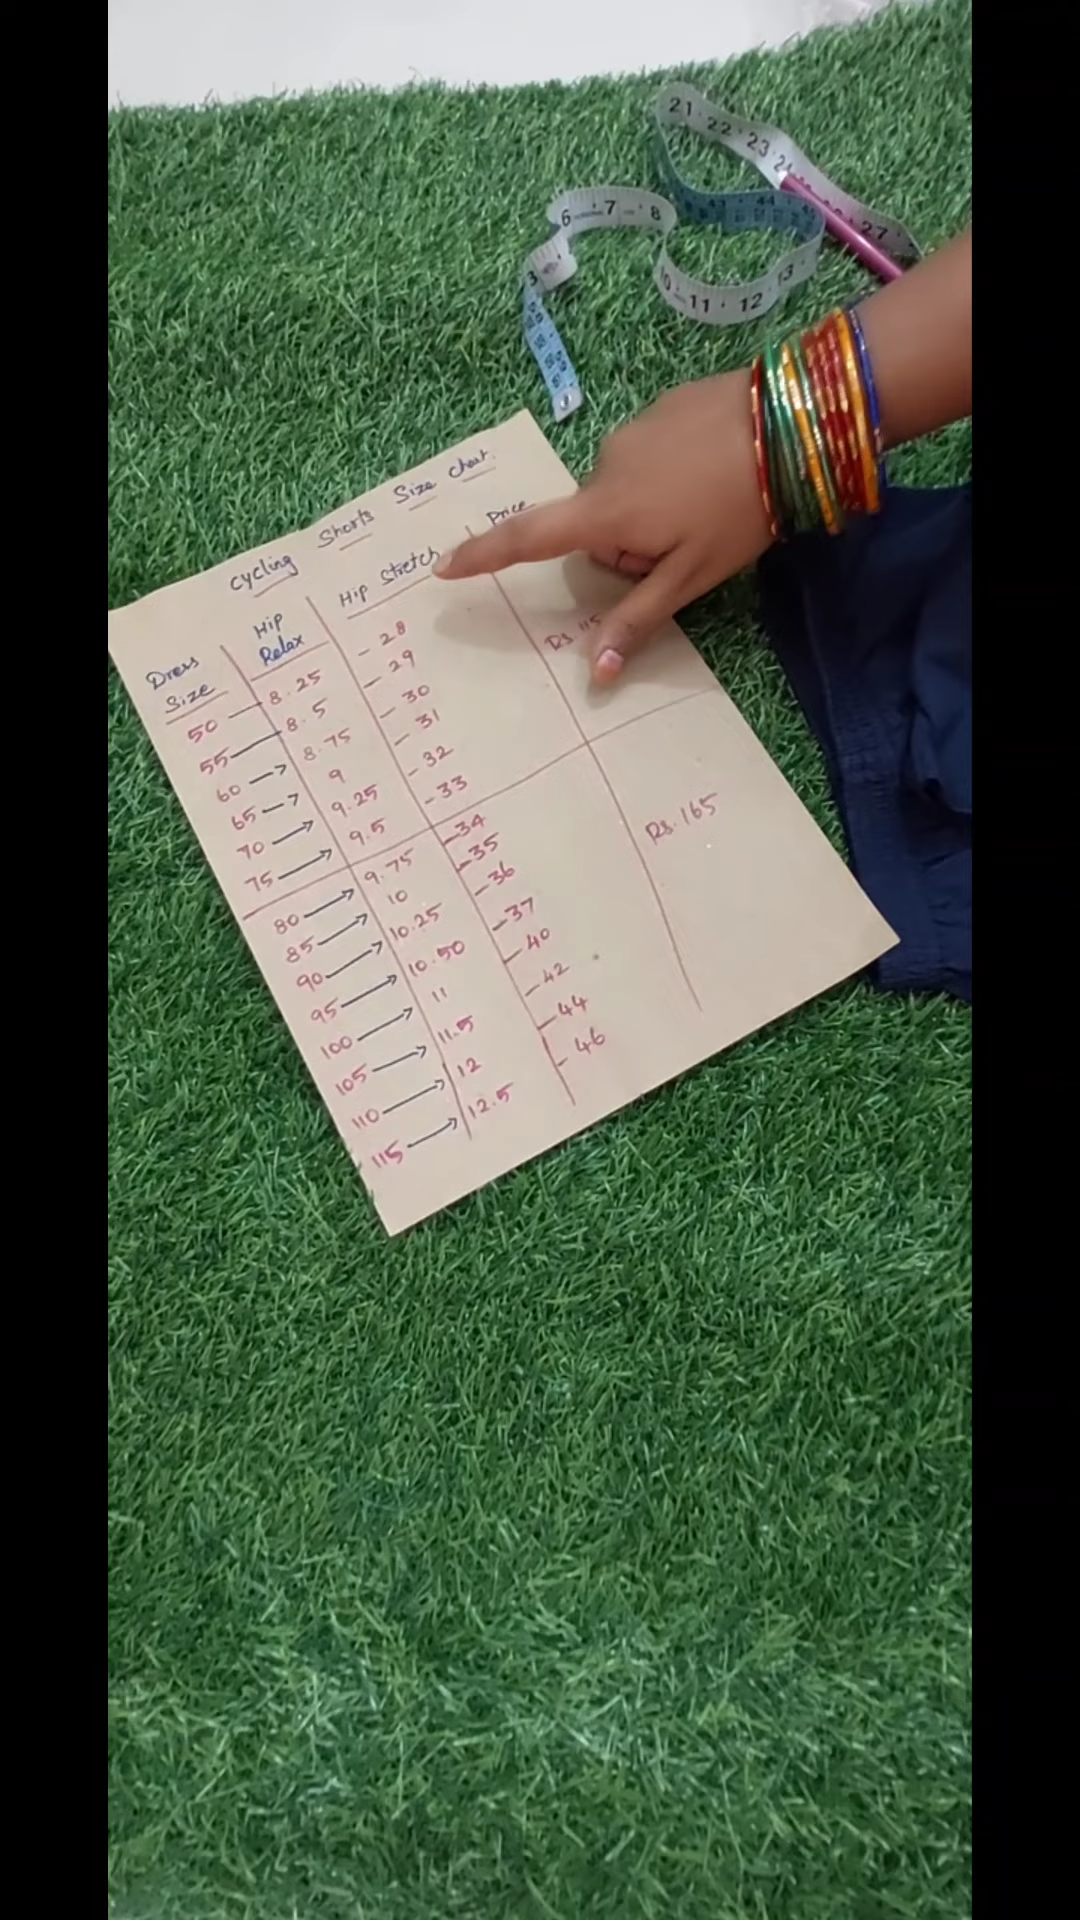 Cycling Shorts Size Chart.
Dress Size | Hip Relax | Hip Stretch | Price
50 — 8.25 - 28
55 — 8.5 - 29
60 → 8.75 - 30
65 → 9 - 31
70 → 9.25 - 32
75 → 9.5 - 33
Rs. 115
80 → 9.75 - 34
85 → 10 - 35
90 → 10.25 - 36
95 → 10.50 - 37
100 → 11 - 40
105 → 11.5 - 42
110 → 12 - 44
115 → 12.5 - 46
Rs. 165
21 22 23 24 27
6 7 8
11 12 13
3
43 44